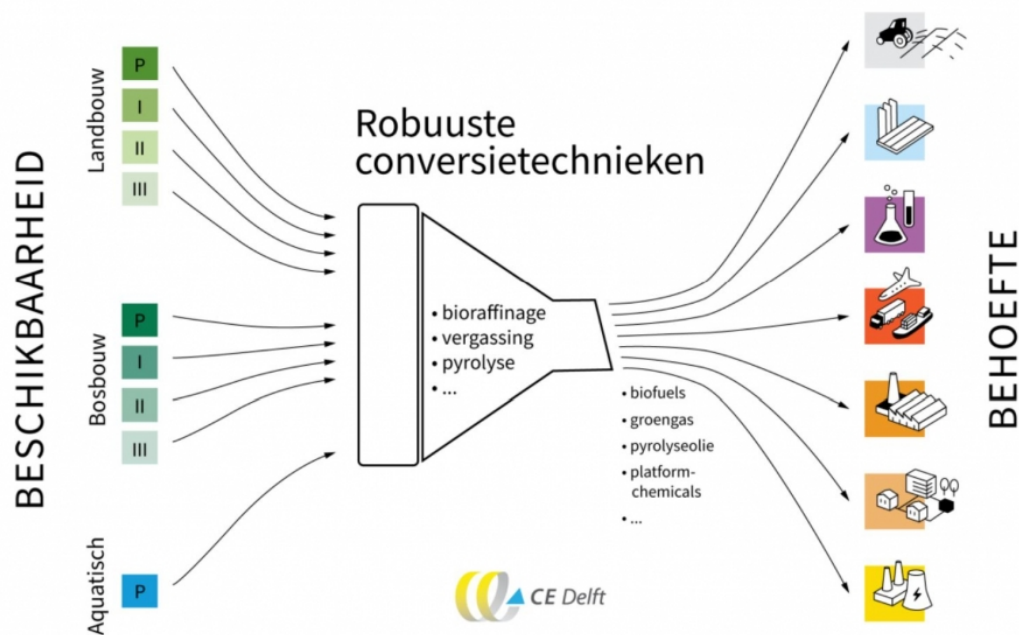 BESCHIKBAARHEID
Landbouw
P
I
II
III
Bosbouw
P
I
II
III
Aquatisch
P
Robuuste
conversietechnieken
• bioraffinage
• vergassing
• pyrolyse
• ...
• biofuels
• groengas
• pyrolyseolie
• platform-
chemicals
• ...
CE Delft
BEHOEFTE